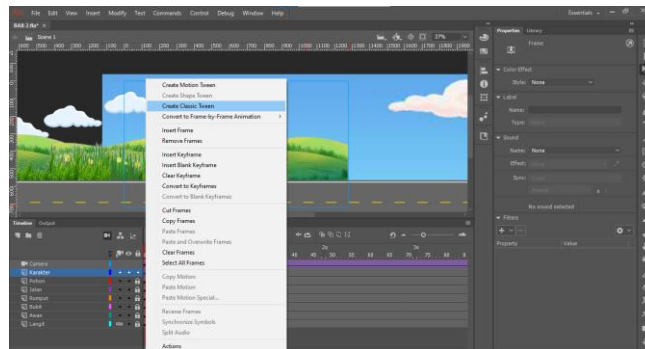 File Edit View Insert Modify Text Commands Control Debug Window Help
Essentials
BAB 2.fla*
Scene 1
37%
Create Motion Tween
Create Shape Tween
Create Classic Tween
Convert to Frame-by-Frame Animation
Insert Frame
Remove Frames
Insert Keyframe
Insert Blank Keyframe
Clear Keyframe
Convert to Keyframes
Convert to Blank Keyframes
Cut Frames
Copy Frames
Paste Frames
Paste and Overwrite Frames
Clear Frames
Select All Frames
Copy Motion
Paste Motion
Paste Motion Special...
Reverse Frames
Synchronize Symbols
Split Audio
Actions
Timeline Output
Camera
Karakter
Pohon
Jalan
Rumput
Bukit
Awan
Langit
Properties Library
Frame
Color Effect
Style: None
Label
Name:
Type:
Sound
Name: None
Effect:
Sync:
No sound selected
Filters
Property Value